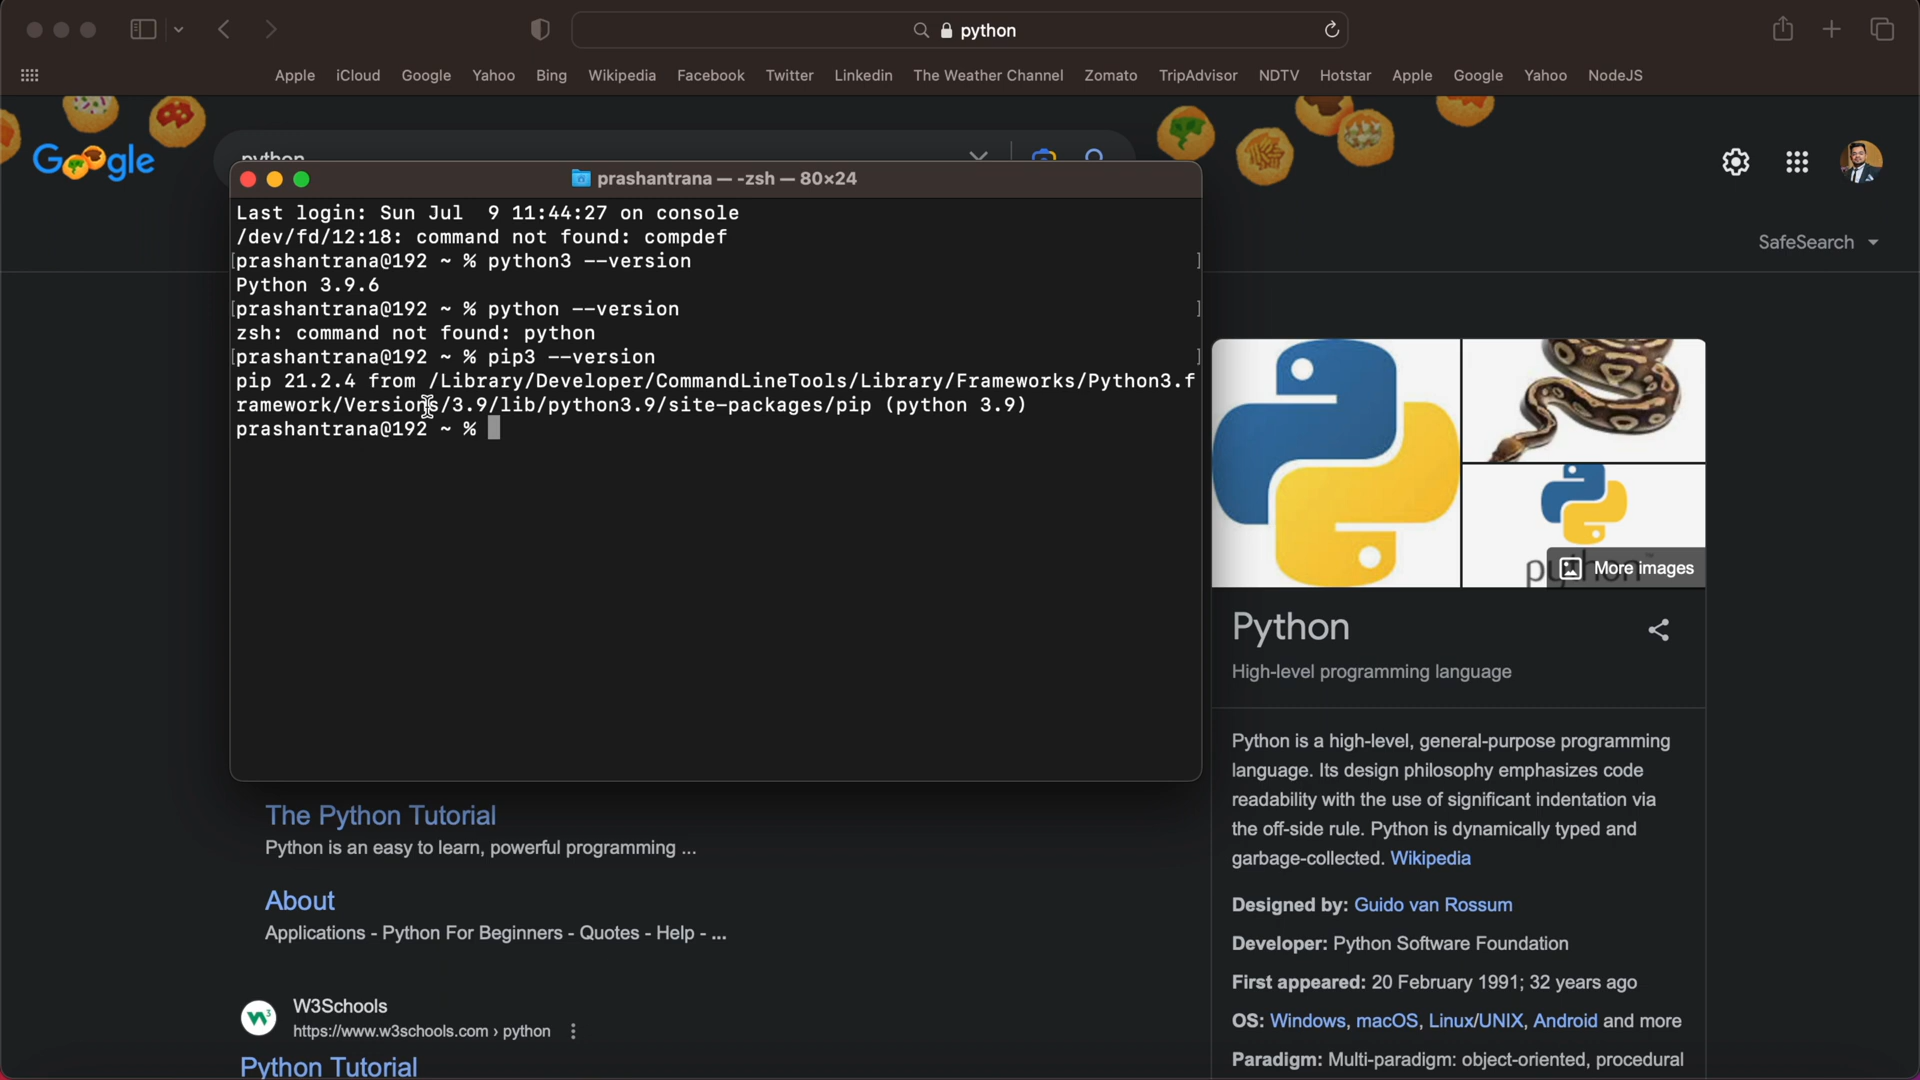 python
Apple iCloud Google Yahoo Bing Wikipedia Facebook Twitter Linkedin The Weather Channel Zomato TripAdvisor NDTV Hotstar Apple Google Yahoo NodeJS
Google
python
SafeSearch
prashantrana — -zsh — 80×24
Last login: Sun Jul  9 11:44:27 on console
/dev/fd/12:18: command not found: compdef
[prashantrana@192 ~ % python3 --version ]
Python 3.9.6
[prashantrana@192 ~ % python --version ]
zsh: command not found: python
[prashantrana@192 ~ % pip3 --version ]
pip 21.2.4 from /Library/Developer/CommandLineTools/Library/Frameworks/Python3.f
ramework/Versions/3.9/lib/python3.9/site-packages/pip (python 3.9)
prashantrana@192 ~ %
python
More images
Python
High-level programming language
Python is a high-level, general-purpose programming
language. Its design philosophy emphasizes code
readability with the use of significant indentation via
the off-side rule. Python is dynamically typed and
garbage-collected. Wikipedia
Designed by: Guido van Rossum
Developer: Python Software Foundation
First appeared: 20 February 1991; 32 years ago
OS: Windows, macOS, Linux/UNIX, Android and more
Paradigm: Multi-paradigm: object-oriented, procedural
The Python Tutorial
Python is an easy to learn, powerful programming ...
About
Applications - Python For Beginners - Quotes - Help - ...
W3Schools
https://www.w3schools.com › python
Python Tutorial